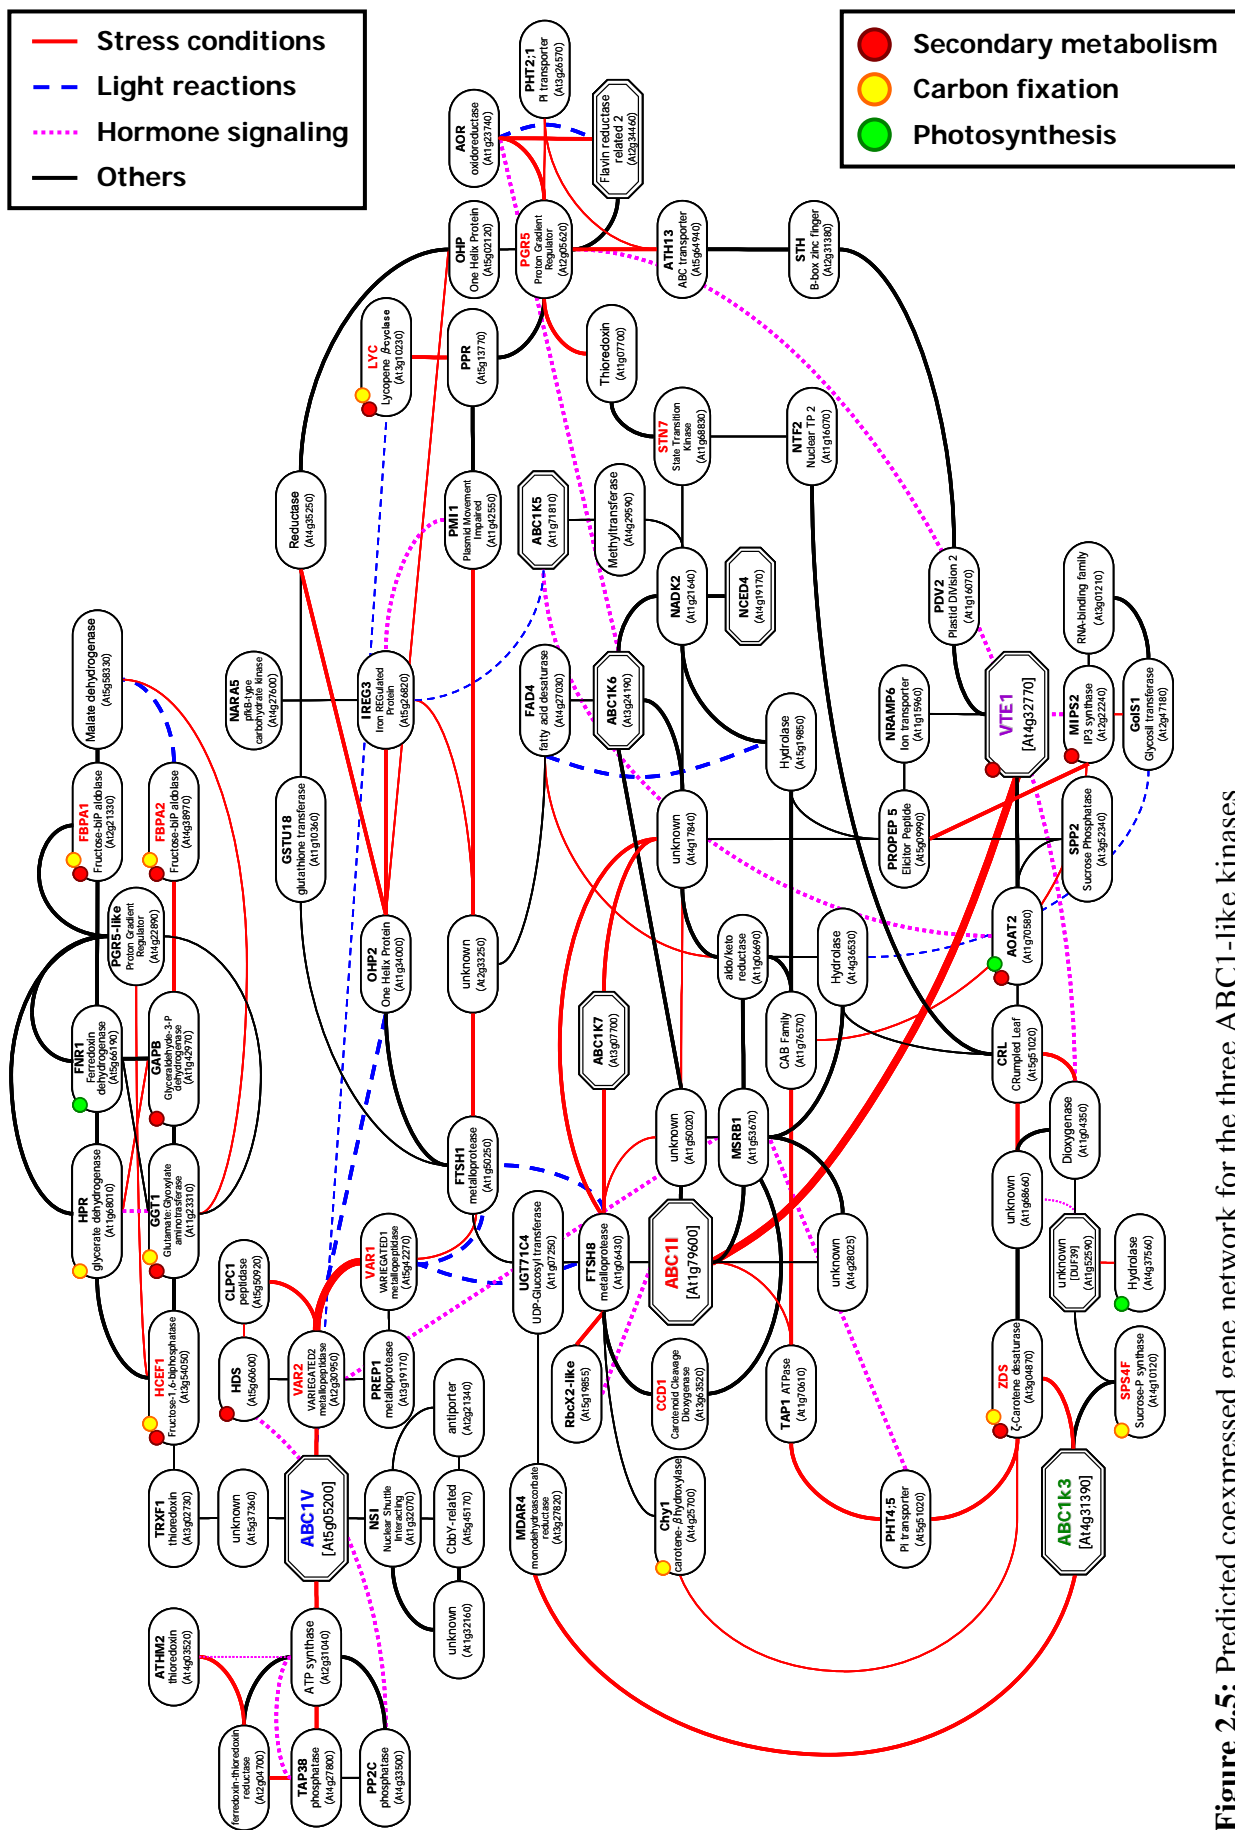 Stress conditions
Light reactions
Hormone signaling
Others
Secondary metabolism
Carbon fixation
Photosynthesis
PHT2;1
Pi transporter
(At3g26570)
AOR
oxidoreductase
(At1g23740)
Flavin reductase
related 2
(At2g34460)
OHP
One Helix Protein
(At5g02120)
PGR5
Proton Gradient
Regulator
(At2g05620)
ATH13
ABC transporter
(At5g64940)
STH
B-box zinc finger
(At2g31380)
LYC
Lycopene β-cyclase
(At3g10230)
PPR
(At5g13770)
Thioredoxin
(At1g07700)
STN7
State Transition
Kinase
(At1g68830)
NTF2
Nuclear TP 2
(At1g16070)
Reductase
(At4g35250)
PMI1
Plasmid Movement
Impaired
(At1g42550)
ABC1K5
(At1g71810)
Methyltransferase
(At4g29590)
NADK2
(At1g21640)
NCED4
(At4g19170)
PDV2
Plastid DIVision 2
(At1g16070)
RNA-binding family
(At3g01210)
Malate dehydrogenase
(At5g58330)
NARA5
pfkB-type
carbohydrate kinase
(At4g27600)
IREG3
Iron REGulated
Protein
(At5g26820)
FAD4
fatty acid desaturase
(At4g27030)
ABC1K6
(At3g24190)
Hydrolase
(At5g19850)
NRAMP6
Ion transporter
(At1g15960)
VTE1
[At4g32770]
MIPS2
IP3 synthase
(At2g22240)
GolS1
Glycosil transferase
(At2g47180)
FBPA1
Fructose-biP aldolase
(At2g21330)
FBPA2
Fructose-biP aldolase
(At4g38970)
GSTU18
glutathione transferase
(At1g10360)
unknown
(At4g17840)
PROPEP 5
Elicitor Peptide
(At5g09990)
SPP2
Sucrose Phosphatase
(At3g52340)
PGR5-like
Proton Gradient
Regulator
(At4g22890)
OHP2
One Helix Protein
(At1g34000)
unknown
(At2g33250)
aldo/keto
reductase
(At1g06690)
Hydrolase
(At4g36530)
AOAT2
(At1g70580)
FNR1
Ferredoxin
dehydrogenase
(At5g66190)
GAPB
Glyceraldehyde-3-P
dehydrogenase
(At1g42970)
ABC1K7
(At3g07700)
CAB Family
(At1g76570)
CRL
CRumpled Leaf
(At5g51020)
HPR
glycerate dehydrogenase
(At1g68010)
GGT1
Glutamate:Glyoxylate
aminotrasferase
(At1g23310)
FTSH1
metalloprotease
(At1g50250)
unknown
(At1g50020)
MSRB1
(At1g53670)
Dioxygenase
(At1g04350)
unknown
(At1g68660)
CLPC1
peptidase
(At5g50920)
VAR1
VARIEGATED1
metallopeptidase
(At5g42270)
UGT71C4
UDP-Glucosyl transferase
(At1g07250)
FTSH8
metalloprotease
(At1g06430)
ABC1I
[At1g79600]
unknown
(At4g28025)
unknown
[DUF39]
(At1g52590)
Hydrolase
(At4g37560)
HCEF1
Fructose-1,6-biphosphatase
(At3g54050)
HDS
(At5g60600)
VAR2
VARIEGATED2
metallopeptidase
(At2g30950)
PREP1
metalloprotease
(At3g19170)
antiporter
(At2g21340)
RbcX2-like
(At5g19855)
CCD1
Carotenoid Cleavage
Dioxygenase
(At3g63520)
TAP1 ATPase
(At1g70610)
ZDS
ζ-Carotene desaturase
(At3g04870)
SPS4F
Sucrose-P synthase
(At4g10120)
TRXF1
thioredoxin
(At3g02730)
unknown
(At5g37360)
ABC1V
[At5g05200]
NSI
Nuclear Shuttle
Interacting
(At1g32070)
CbbY-related
(At5g45170)
MDAR4
monodehydroascorbate
reductase
(At3g27820)
Chy1
carotene-β hydroxylase
(At4g25700)
PHT4;5
Pi transporter
(At5g51020)
ABC1k3
[At4g31390]
ATHM2
thioredoxin
(At4g03520)
ATP synthase
(At2g31040)
unknown
(At1g32160)
ferredoxin-thioredoxin
reductase
(At2g04700)
TAP38
phosphatase
(At4g27800)
PP2C
phosphatase
(At4g33500)
Figure 2.5: Predicted coexpressed gene network for the three ABC1-like kinases